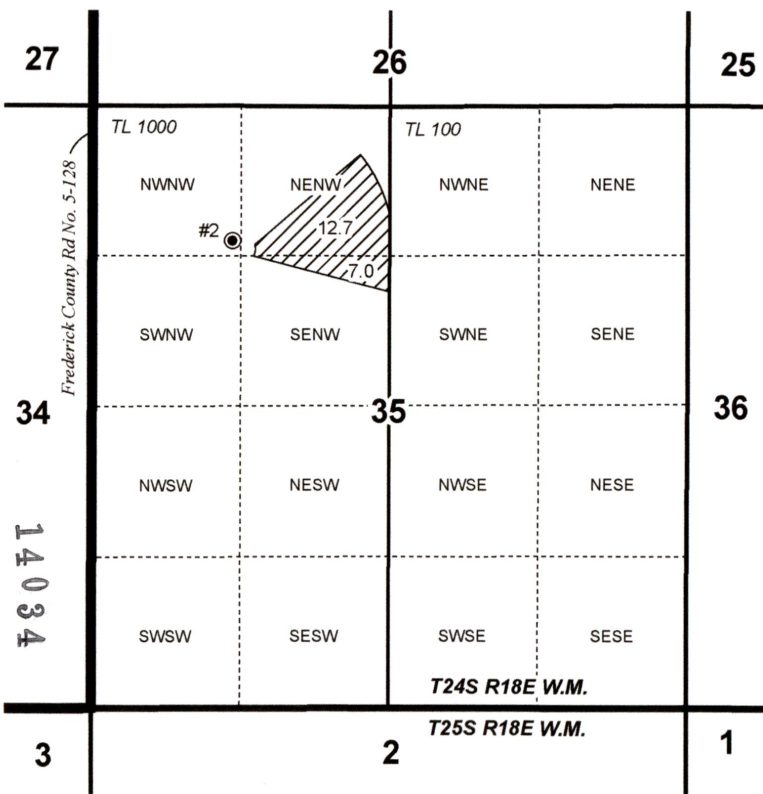 27
26
25
TL 1000
TL 100
Frederick County Rd No. 5-128
NWNW
NENW
NWNE
NENE
#2
12.7
7.0
SWNW
SENW
SWNE
SENE
34
35
36
NWSW
NESW
NWSE
NESE
14034
SWSW
SESW
SWSE
SESE
T24S R18E W.M.
T25S R18E W.M.
3
2
1